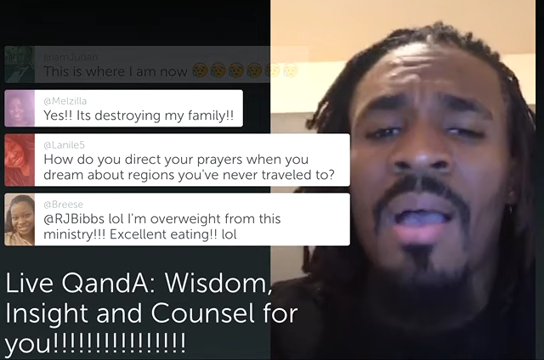 This is where I am now 😢😢😢😢😢😢
@Melzilla
Yes!! Its destroying my family!!
@Lanile5
How do you direct your prayers when you
dream about regions you've never traveled to?
@Breese
@RJBibbs lol I'm overweight from this
ministry!!! Excellent eating!! lol
Live QandA: Wisdom,
Insight and Counsel for
you!!!!!!!!!!!!!!!!